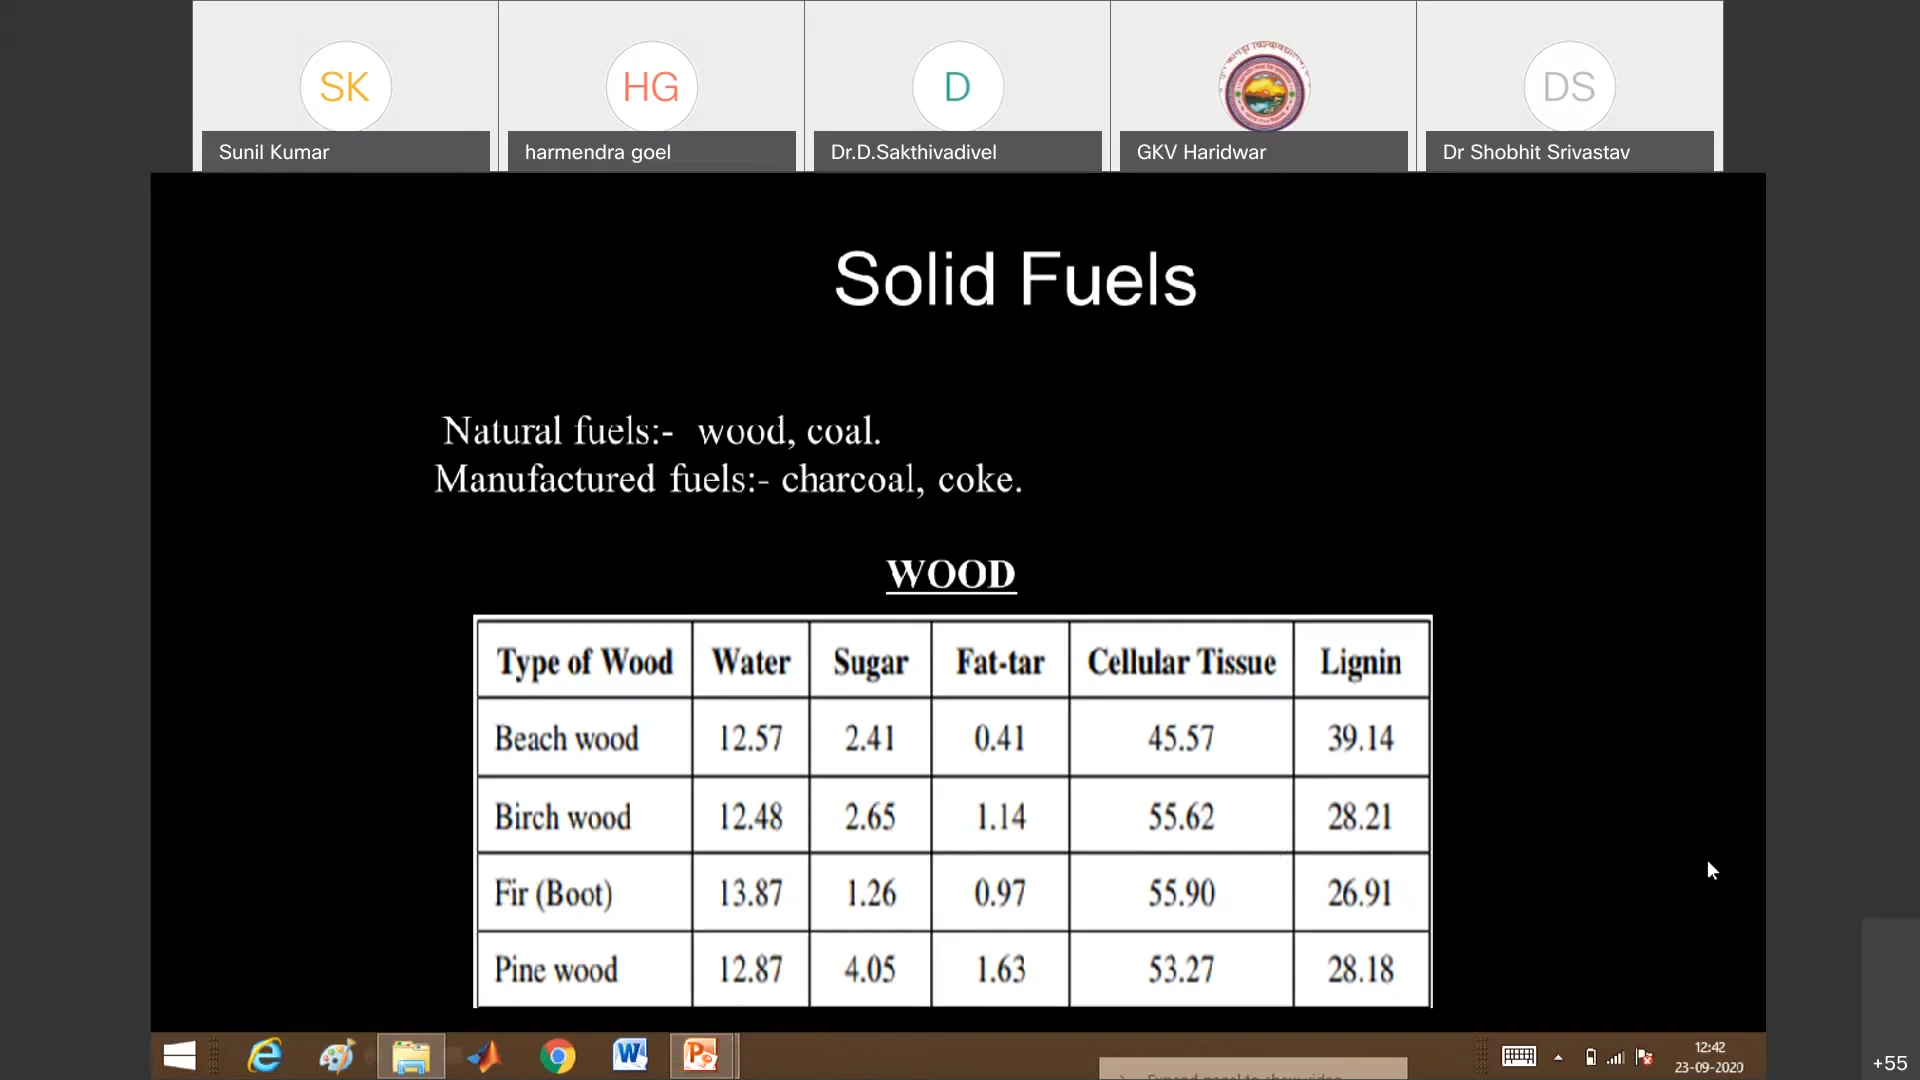 SK HG D DS
Sunil Kumar harmendra goel Dr.D.Sakthivadivel GKV Haridwar Dr Shobhit Srivastav
Solid Fuels
Natural fuels:- wood, coal.
Manufactured fuels:- charcoal, coke.
WOOD
Type of Wood Water Sugar Fat-tar Cellular Tissue Lignin
Beach wood 12.57 2.41 0.41 45.57 39.14
Birch wood 12.48 2.65 1.14 55.62 28.21
Fir (Boot) 13.87 1.26 0.97 55.90 26.91
Pine wood 12.87 4.05 1.63 53.27 28.18
12:42
23-09-2020
+55